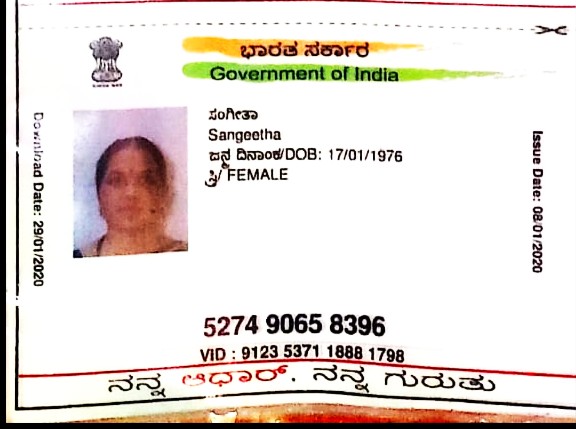 ಭಾರತ ಸರ್ಕಾರ
Government of India
ಸಂಗೀತಾ
Sangeetha
ಜನ್ಮ ದಿನಾಂಕ/DOB: 17/01/1976
ಸ್ತ್ರೀ/ FEMALE
Download Date: 29/01/2020
Issue Date: 08/01/2020
5274 9065 8396
VID : 9123 5371 1888 1798
ನನ್ನ ಆಧಾರ್, ನನ್ನ ಗುರುತು